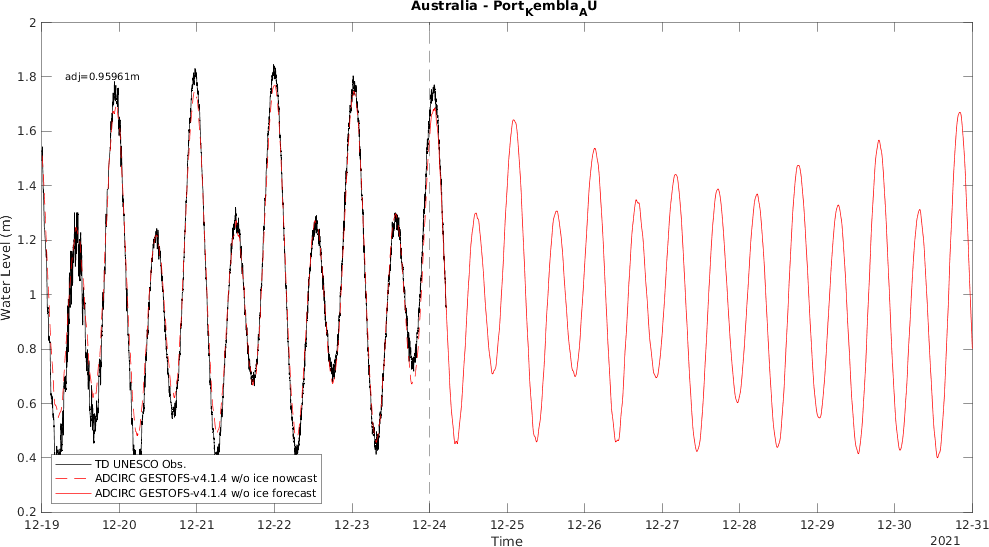 Australia - PortKemblaAU
adj=0.95961m
Water Level (m)
2
1.8
1.6
1.4
1.2
1
0.8
0.6
0.4
0.2
TD UNESCO Obs.
ADCIRC GESTOFS-v4.1.4 w/o ice nowcast
ADCIRC GESTOFS-v4.1.4 w/o ice forecast
12-19 12-20 12-21 12-22 12-23 12-24 12-25 12-26 12-27 12-28 12-29 12-30 12-31
Time
2021